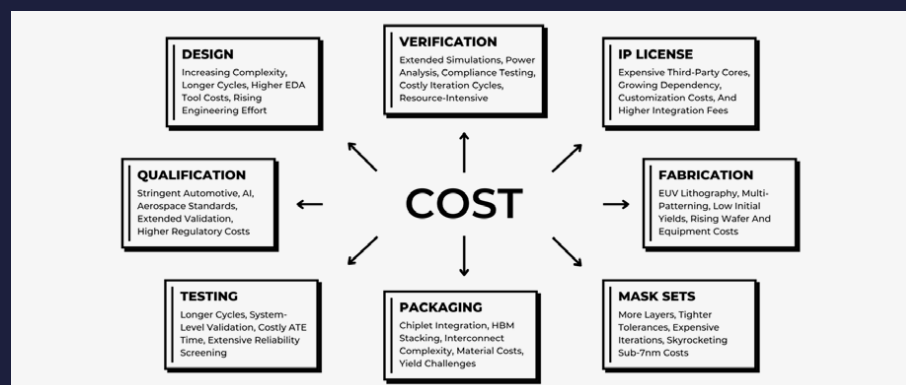 DESIGN
Increasing Complexity,
Longer Cycles, Higher EDA
Tool Costs, Rising
Engineering Effort
VERIFICATION
Extended Simulations, Power
Analysis, Compliance Testing,
Costly Iteration Cycles,
Resource-Intensive
IP LICENSE
Expensive Third-Party Cores,
Growing Dependency,
Customization Costs, And
Higher Integration Fees
QUALIFICATION
Stringent Automotive, AI,
Aerospace Standards,
Extended Validation,
Higher Regulatory Costs
COST
FABRICATION
EUV Lithography, Multi-
Patterning, Low Initial
Yields, Rising Wafer And
Equipment Costs
TESTING
Longer Cycles, System-
Level Validation, Costly ATE
Time, Extensive Reliability
Screening
PACKAGING
Chiplet Integration, HBM
Stacking, Interconnect
Complexity, Material Costs,
Yield Challenges
MASK SETS
More Layers, Tighter
Tolerances, Expensive
Iterations, Skyrocketing
Sub-7nm Costs